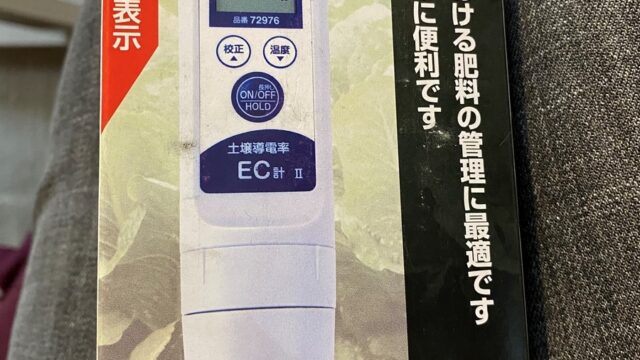 ける肥料の管理に最適です
に便利です
表示
品番 72976
校正
温度
長押し
ON/OFF
HOLD
土壌導電率
EC計 II